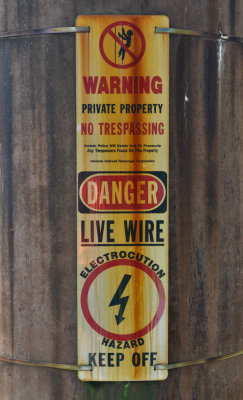 WARNING
PRIVATE PROPERTY
NO TRESPASSING
Amtrak Police Will Detain And Or Prosecute
Any Trespassers Found On This Property
National Railroad Passenger Corporation
DANGER
LIVE WIRE
ELECTROCUTION
HAZARD
KEEP OFF